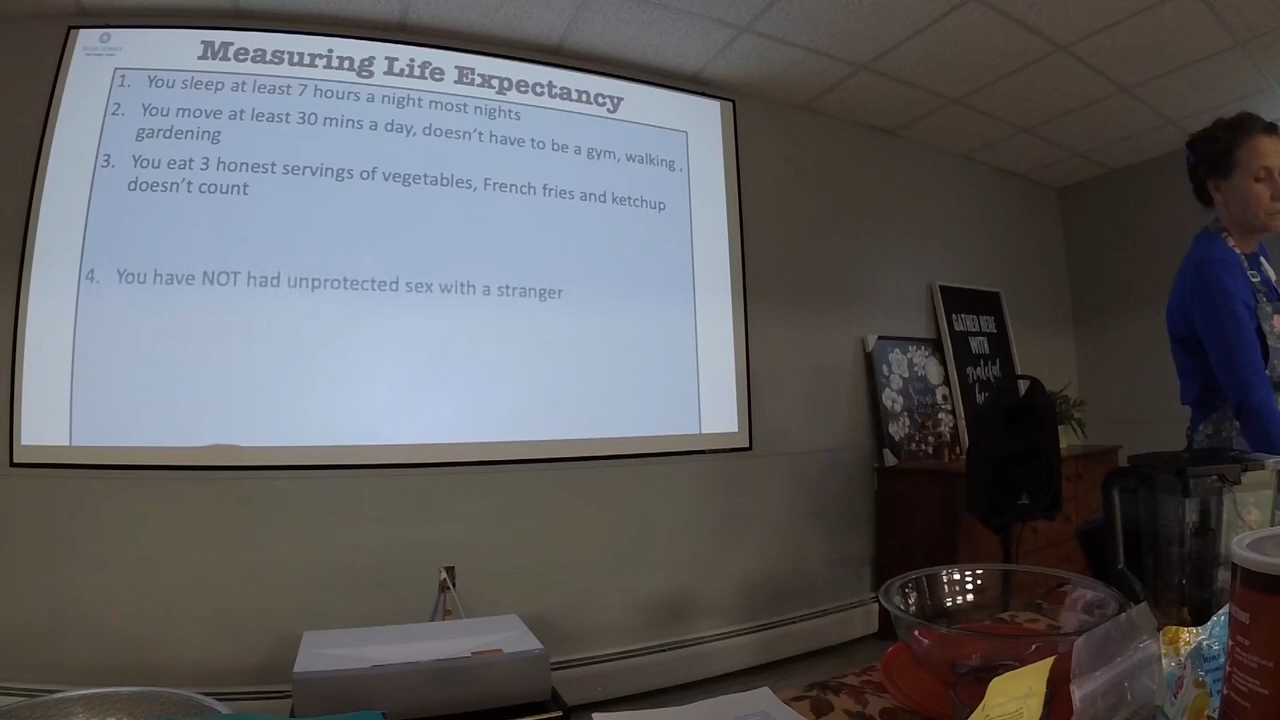 Measuring Life Expectancy
1. You sleep at least 7 hours a night most nights
2. You move at least 30 mins a day, doesn't have to be a gym, walking ,
gardening
3. You eat 3 honest servings of vegetables, French fries and ketchup
doesn't count
4. You have NOT had unprotected sex with a stranger
GATHER HERE
WITH
grateful